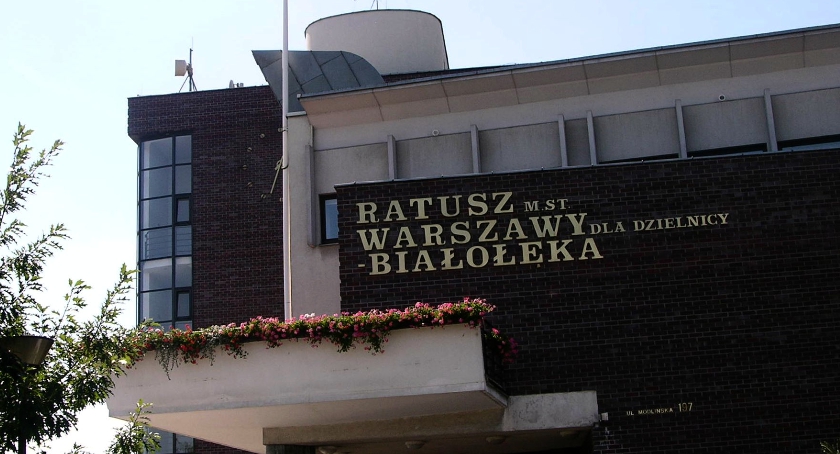 RATUSZ M.ST.
WARSZAWY DLA DZIELNICY
-BIAŁOŁĘKA
UL MODLIŃSKA 197